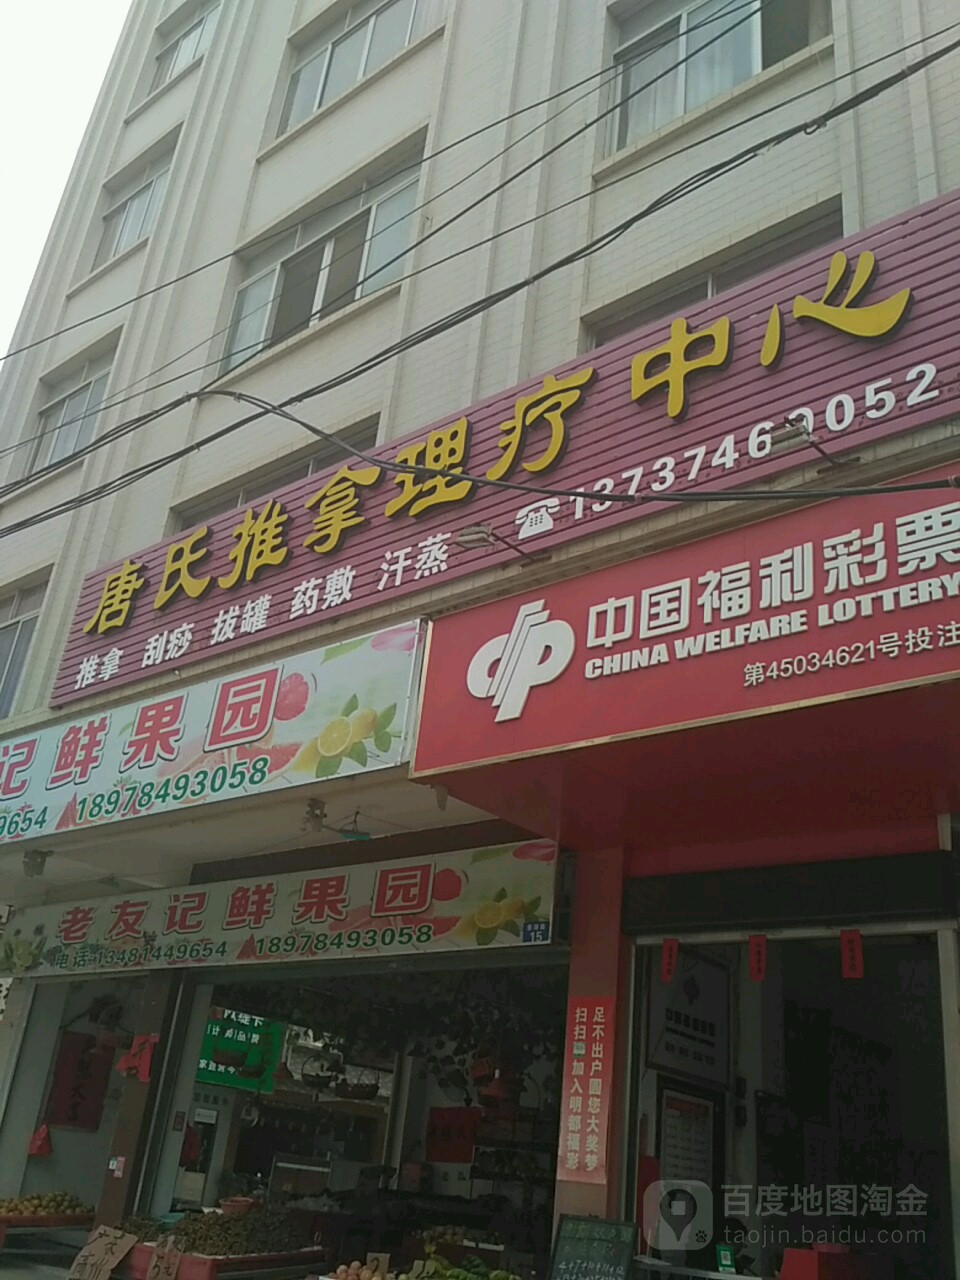 唐氏推拿理疗中心
推拿 刮痧 拔罐 药敷 汗蒸 ☎13737469052
中国福利彩票
CHINA WELFARE LOTTERY
第45034621号投注
记鲜果园
9654 18978493058
老友记鲜果园
电话:13481449654 18978493058
15
足不出户圆您大奖梦
扫扫加入明都福彩
百度地图淘金
taojin.baidu.com